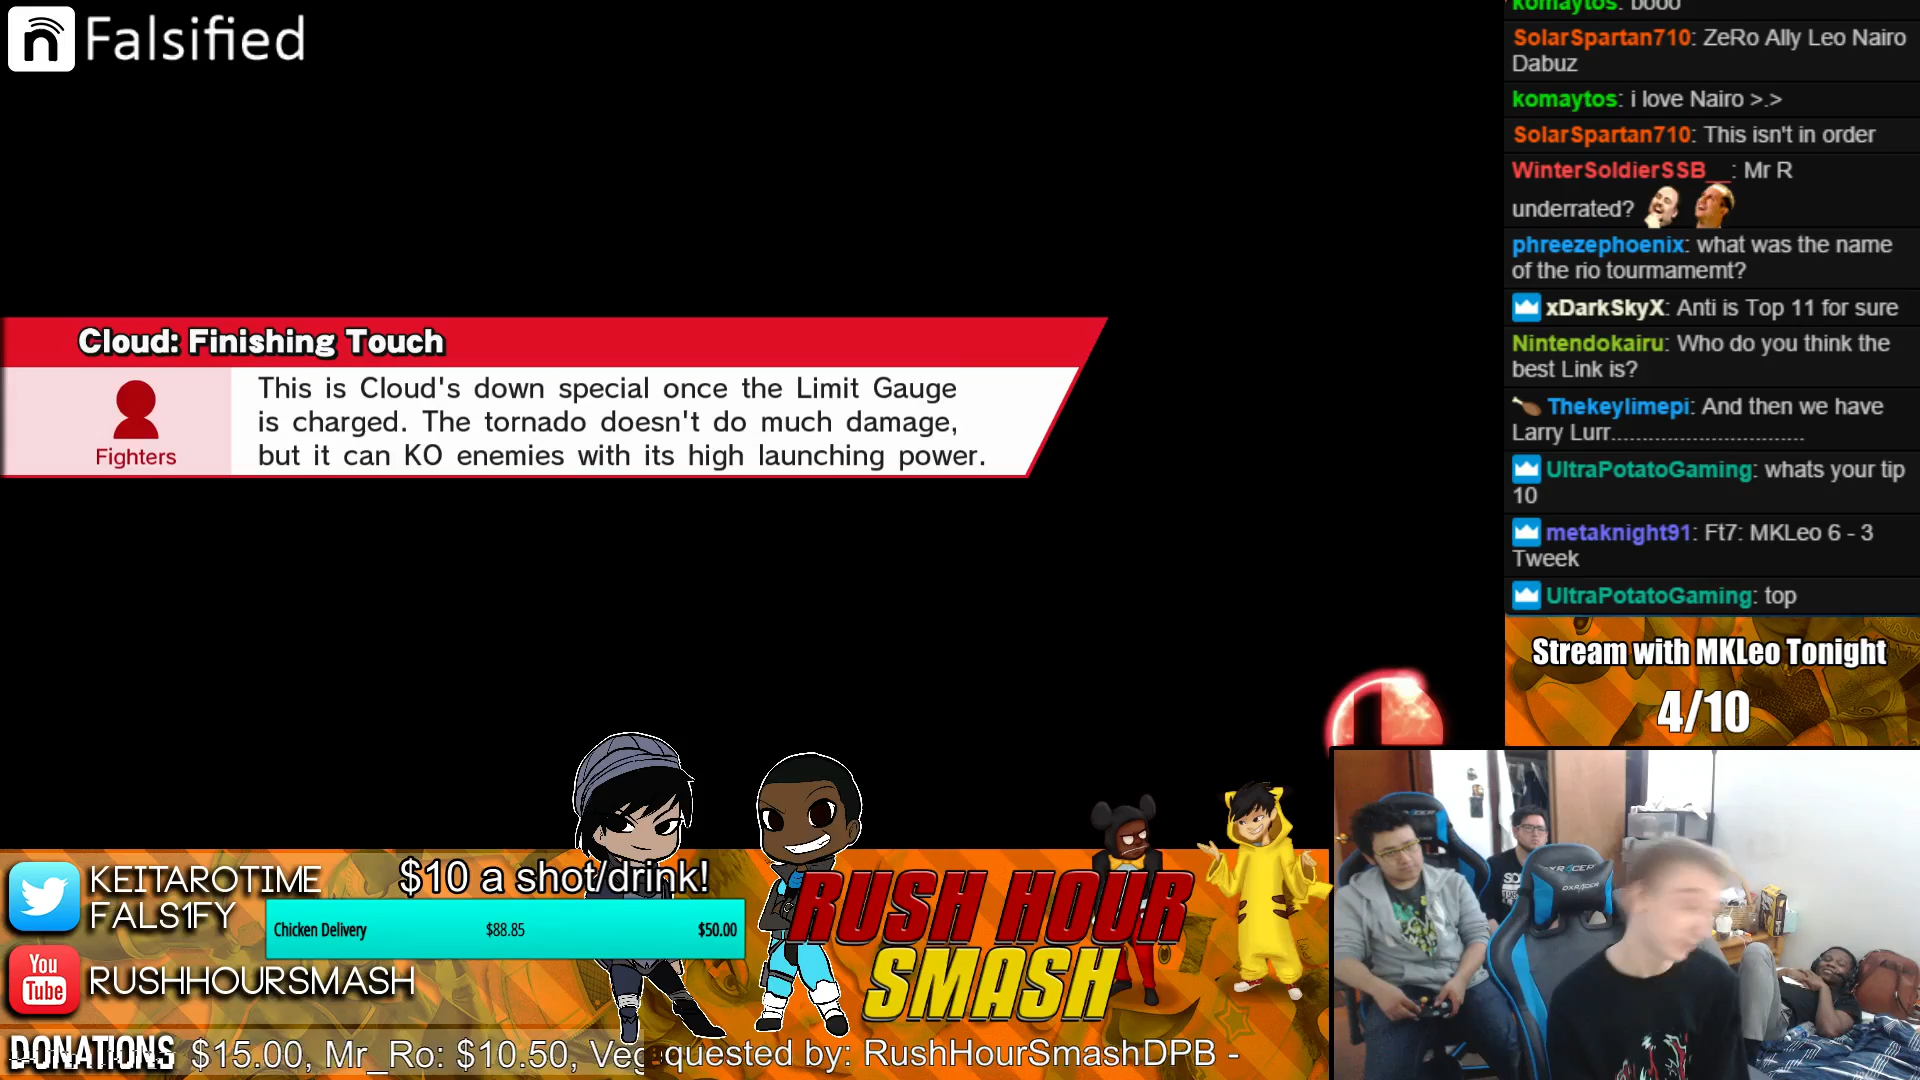 n Falsified
Cloud: Finishing Touch
Fighters
This is Cloud's down special once the Limit Gauge
is charged. The tornado doesn't do much damage,
but it can KO enemies with its high launching power.
komaytos: booo
SolarSpartan710: ZeRo Ally Leo Nairo
Dabuz
komaytos: i love Nairo >.>
SolarSpartan710: This isn't in order
WinterSoldierSSB__: Mr R
underrated?
phreezephoenix: what was the name
of the rio tourmamemt?
xDarkSkyX: Anti is Top 11 for sure
Nintendokairu: Who do you think the
best Link is?
Thekeylimepi: And then we have
Larry Lurr..............................
UltraPotatoGaming: whats your tip
10
metaknight91: Ft7: MKLeo 6 - 3
Tweek
UltraPotatoGaming: top
Stream with MKLeo Tonight
4/10
KEITAROTIME
FALS1FY
$10 a shot/drink!
Chicken Delivery $88.85 $50.00
You
Tube
RUSHHOURSMASH
RUSH HOUR
SMASH
DXRACER
DONATIONS $15.00, Mr_Ro: $10.50, Veg
quested by: RushHourSmashDPB -